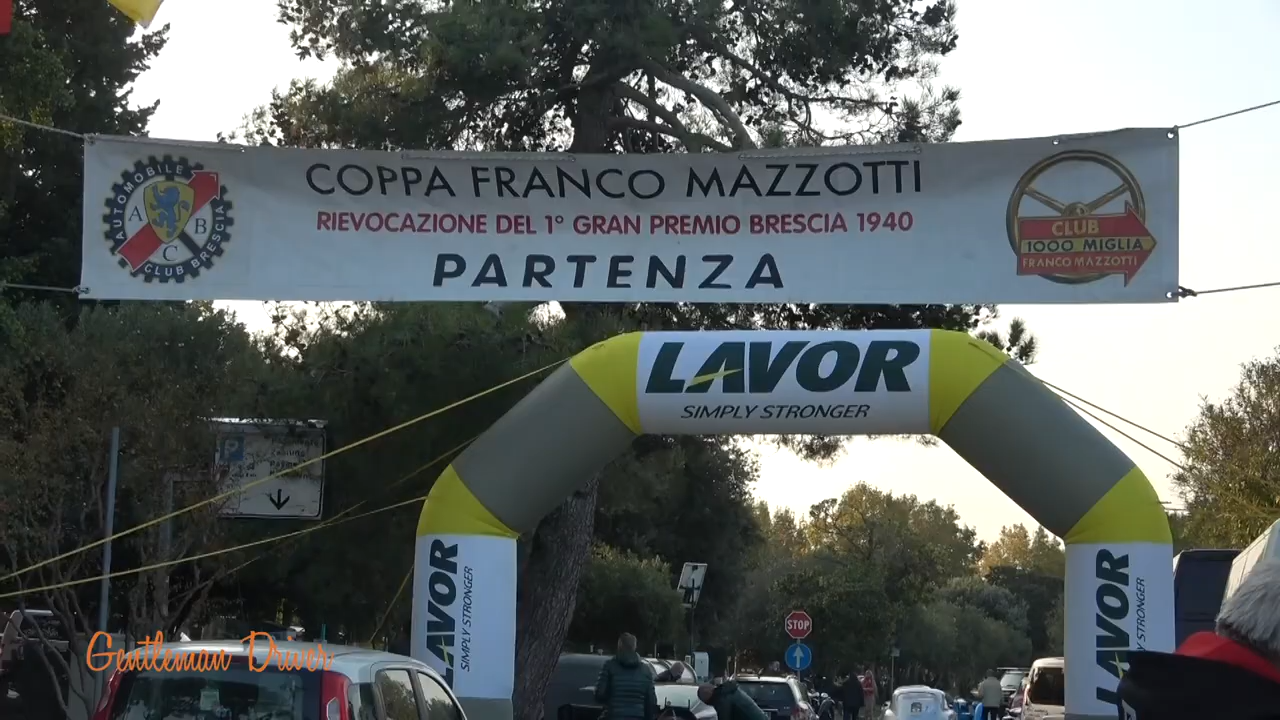 COPPA FRANCO MAZZOTTI
RIEVOCAZIONE DEL 1° GRAN PREMIO BRESCIA 1940
PARTENZA
AUTOMOBILE
CLUB BRESCIA
A
B
C
CLUB
1000 MIGLIA
FRANCO MAZZOTTI
LAVOR
SIMPLY STRONGER
LAVOR
SIMPLY STRONGER
LAVOR
SIMPLY STRONGER
P
STOP
Gentleman Driver